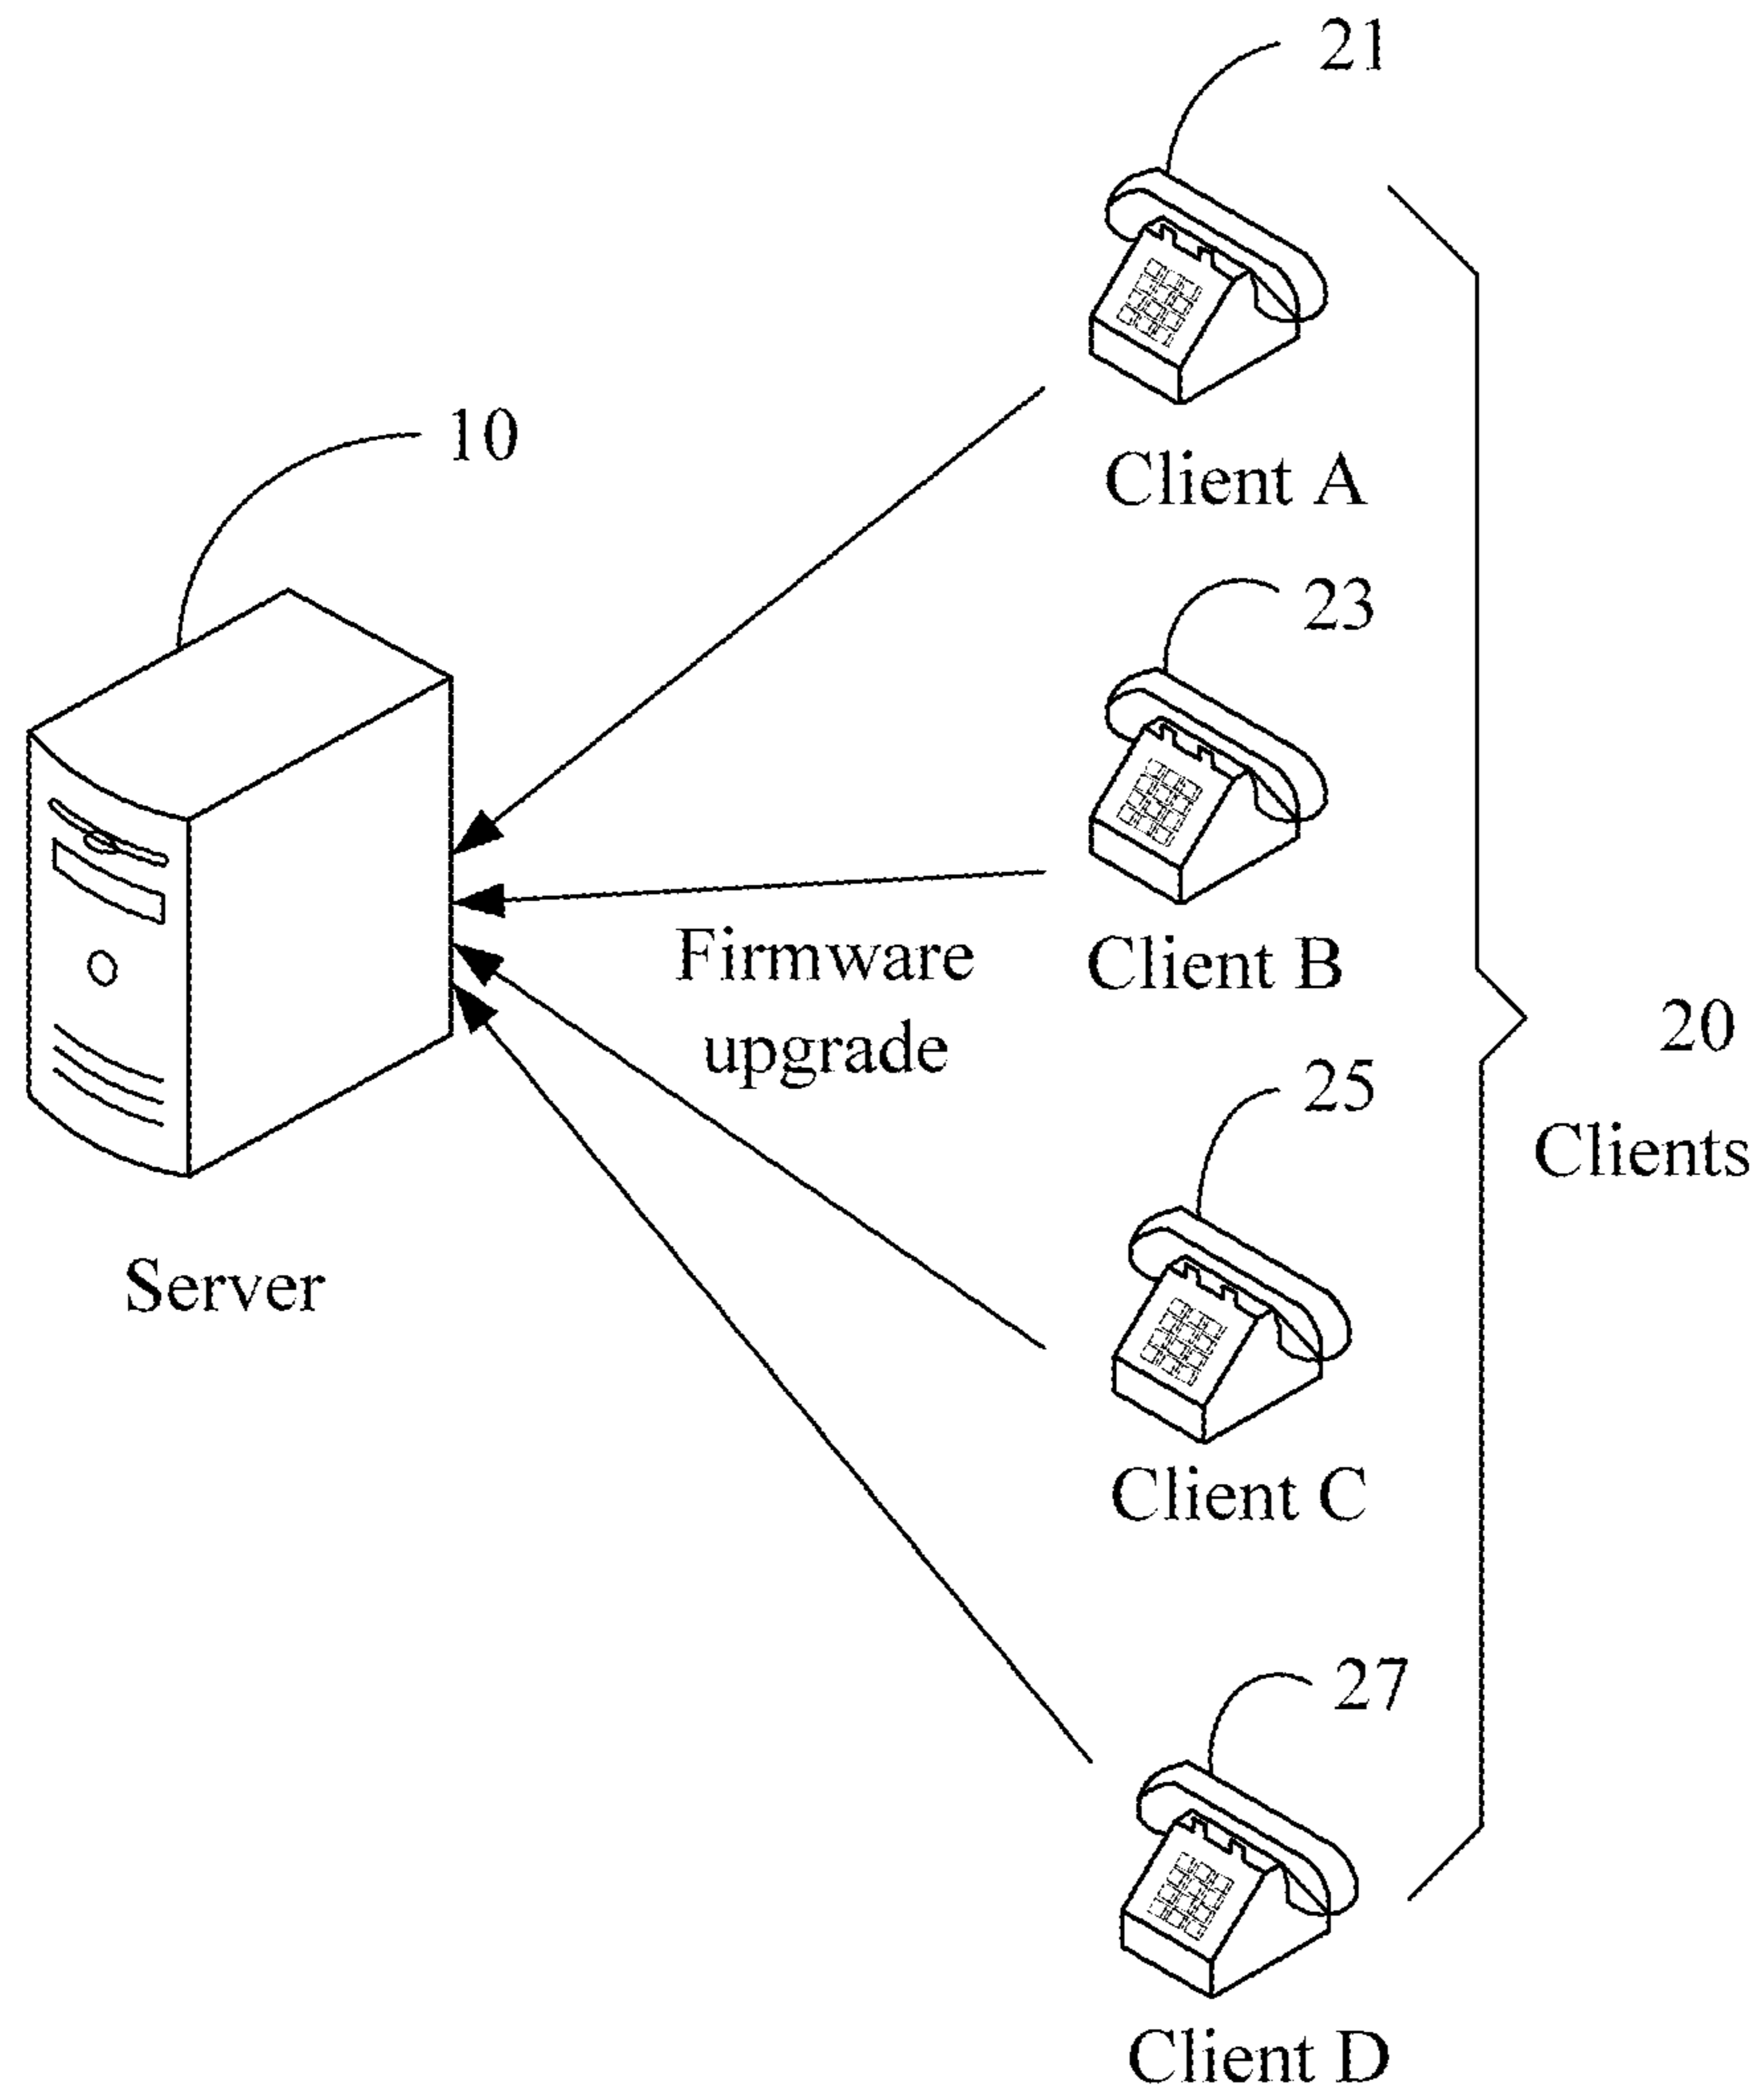 21
10
Client A
23
Firmware
upgrade
Client B
20
Clients
25
Server
Client C
27
Client D